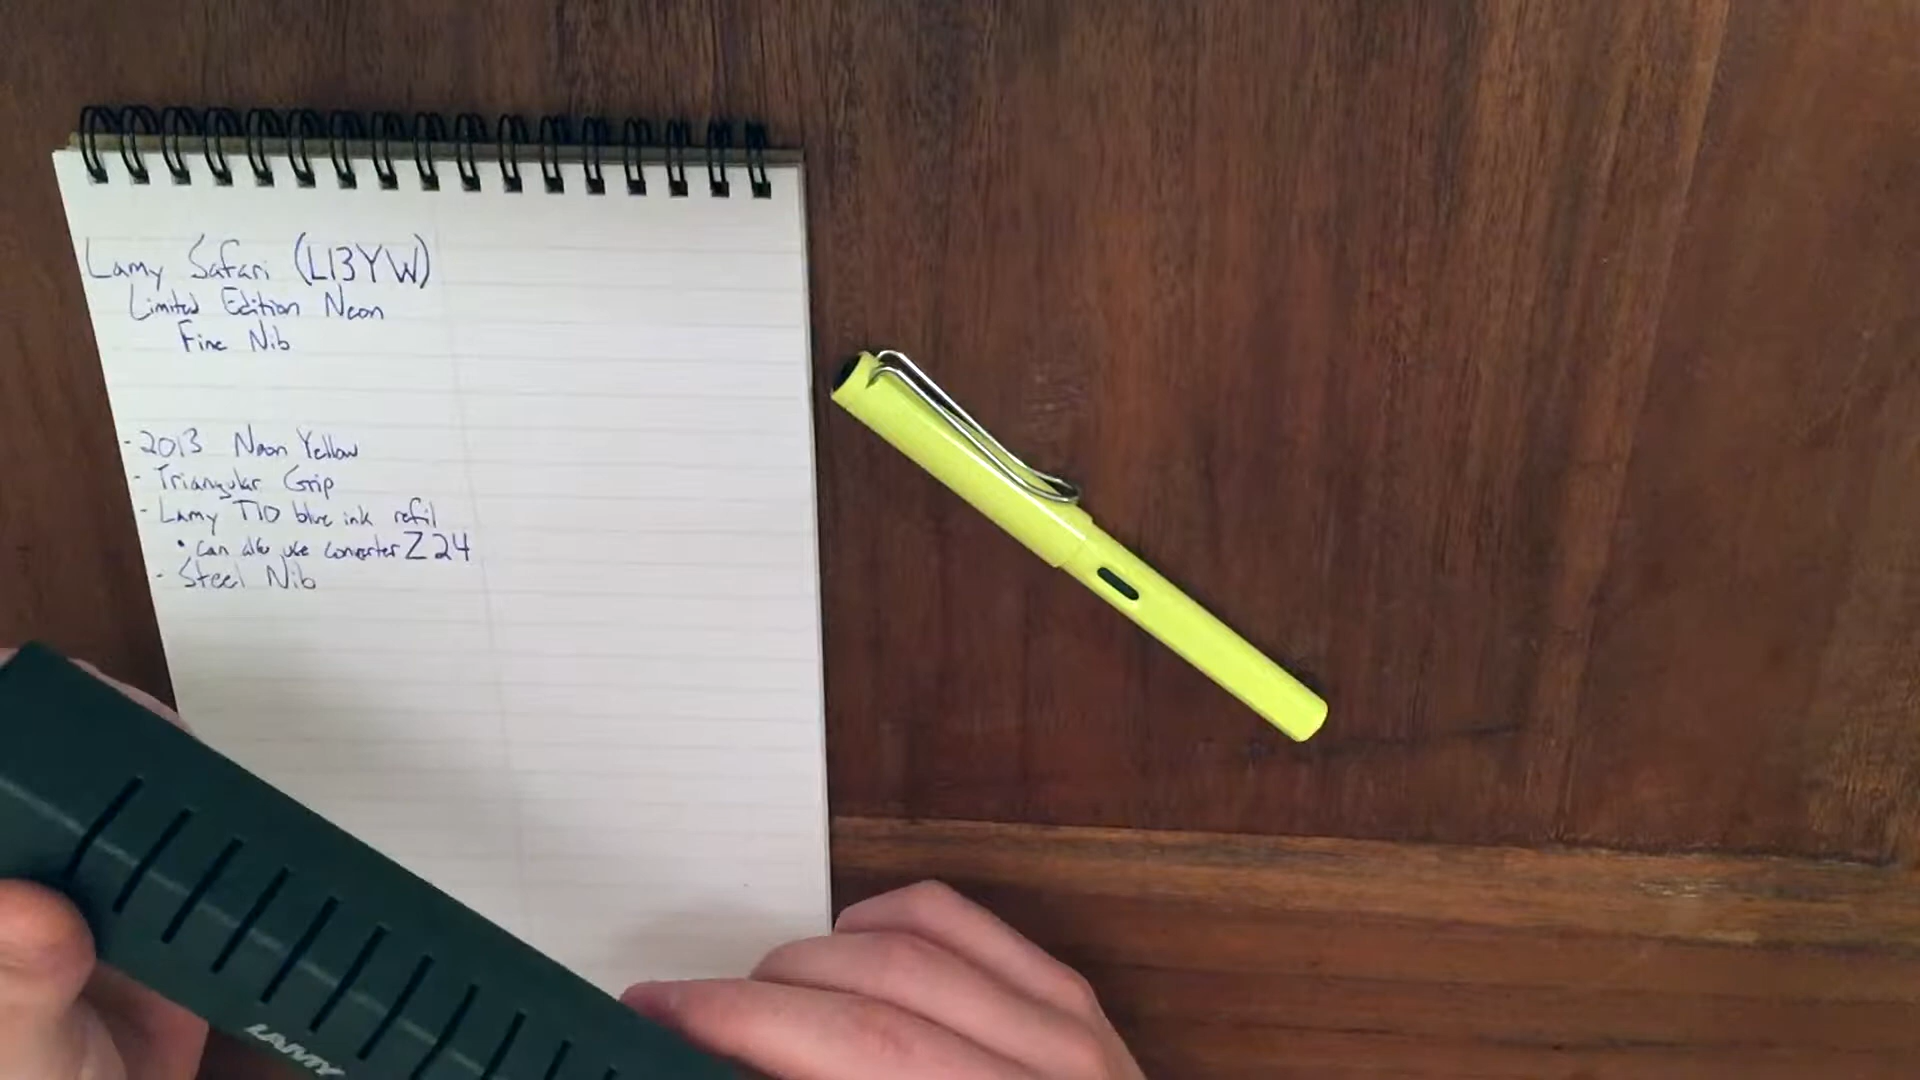 Lamy Safari (L13YW)
Limited Edition Neon
Fine Nib
- 2013 Neon Yellow
- Triangular Grip
- Lamy T10 blue ink refil
• can also use converter Z24
- Steel Nib
LAMY